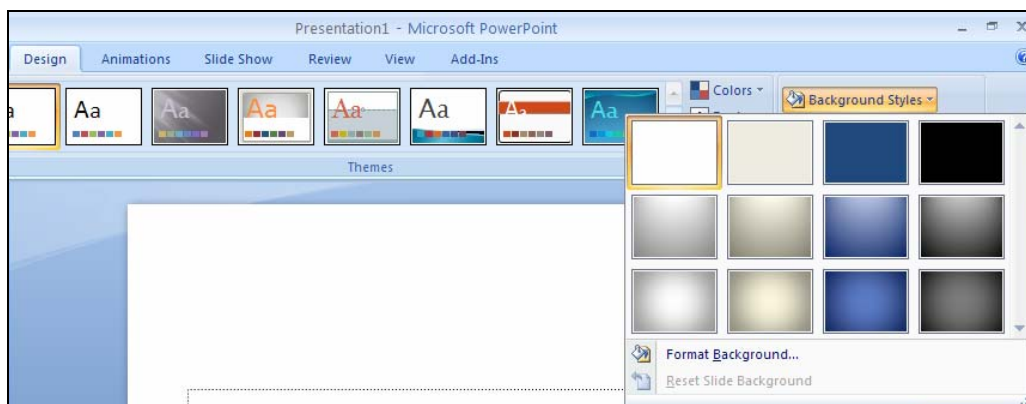 Presentation1 - Microsoft PowerPoint
Design Animations Slide Show Review View Add-Ins
Aa Aa Aa Aa Aa Aa Aa Colors Background Styles
Themes
Format Background...
Reset Slide Background